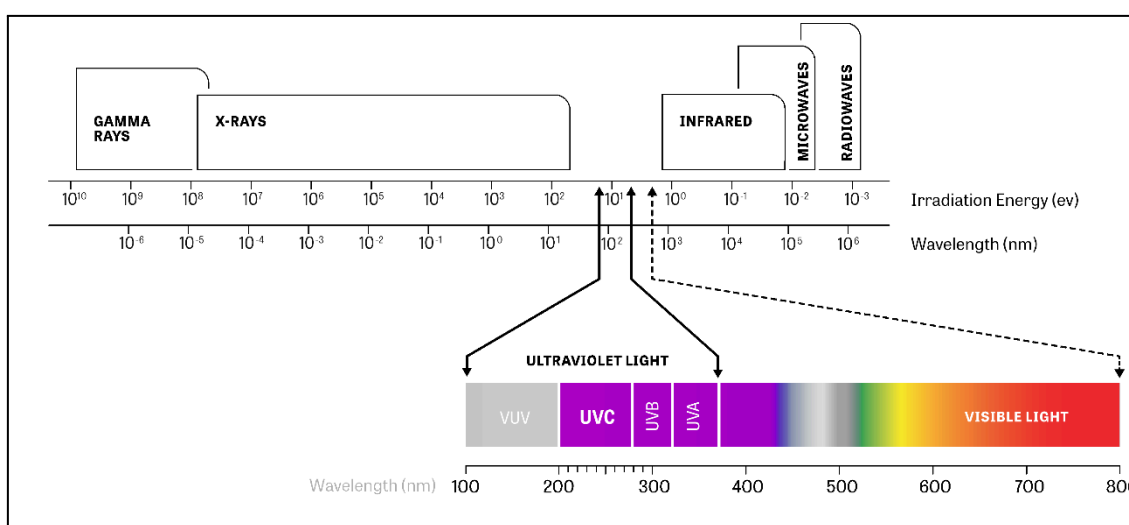 GAMMA
RAYS
X-RAYS
INFRARED
MICROWAVES
RADIOWAVES
10¹⁰ 10⁹ 10⁸ 10⁷ 10⁶ 10⁵ 10⁴ 10³ 10² 10¹ 10⁰ 10⁻¹ 10⁻² 10⁻³ Irradiation Energy (ev)
10⁻⁶ 10⁻⁵ 10⁻⁴ 10⁻³ 10⁻² 10⁻¹ 10⁰ 10¹ 10² 10³ 10⁴ 10⁵ 10⁶ Wavelength (nm)
ULTRAVIOLET LIGHT
VUV UVC UVB UVA VISIBLE LIGHT
Wavelength (nm) 100 200 300 400 500 600 700 800